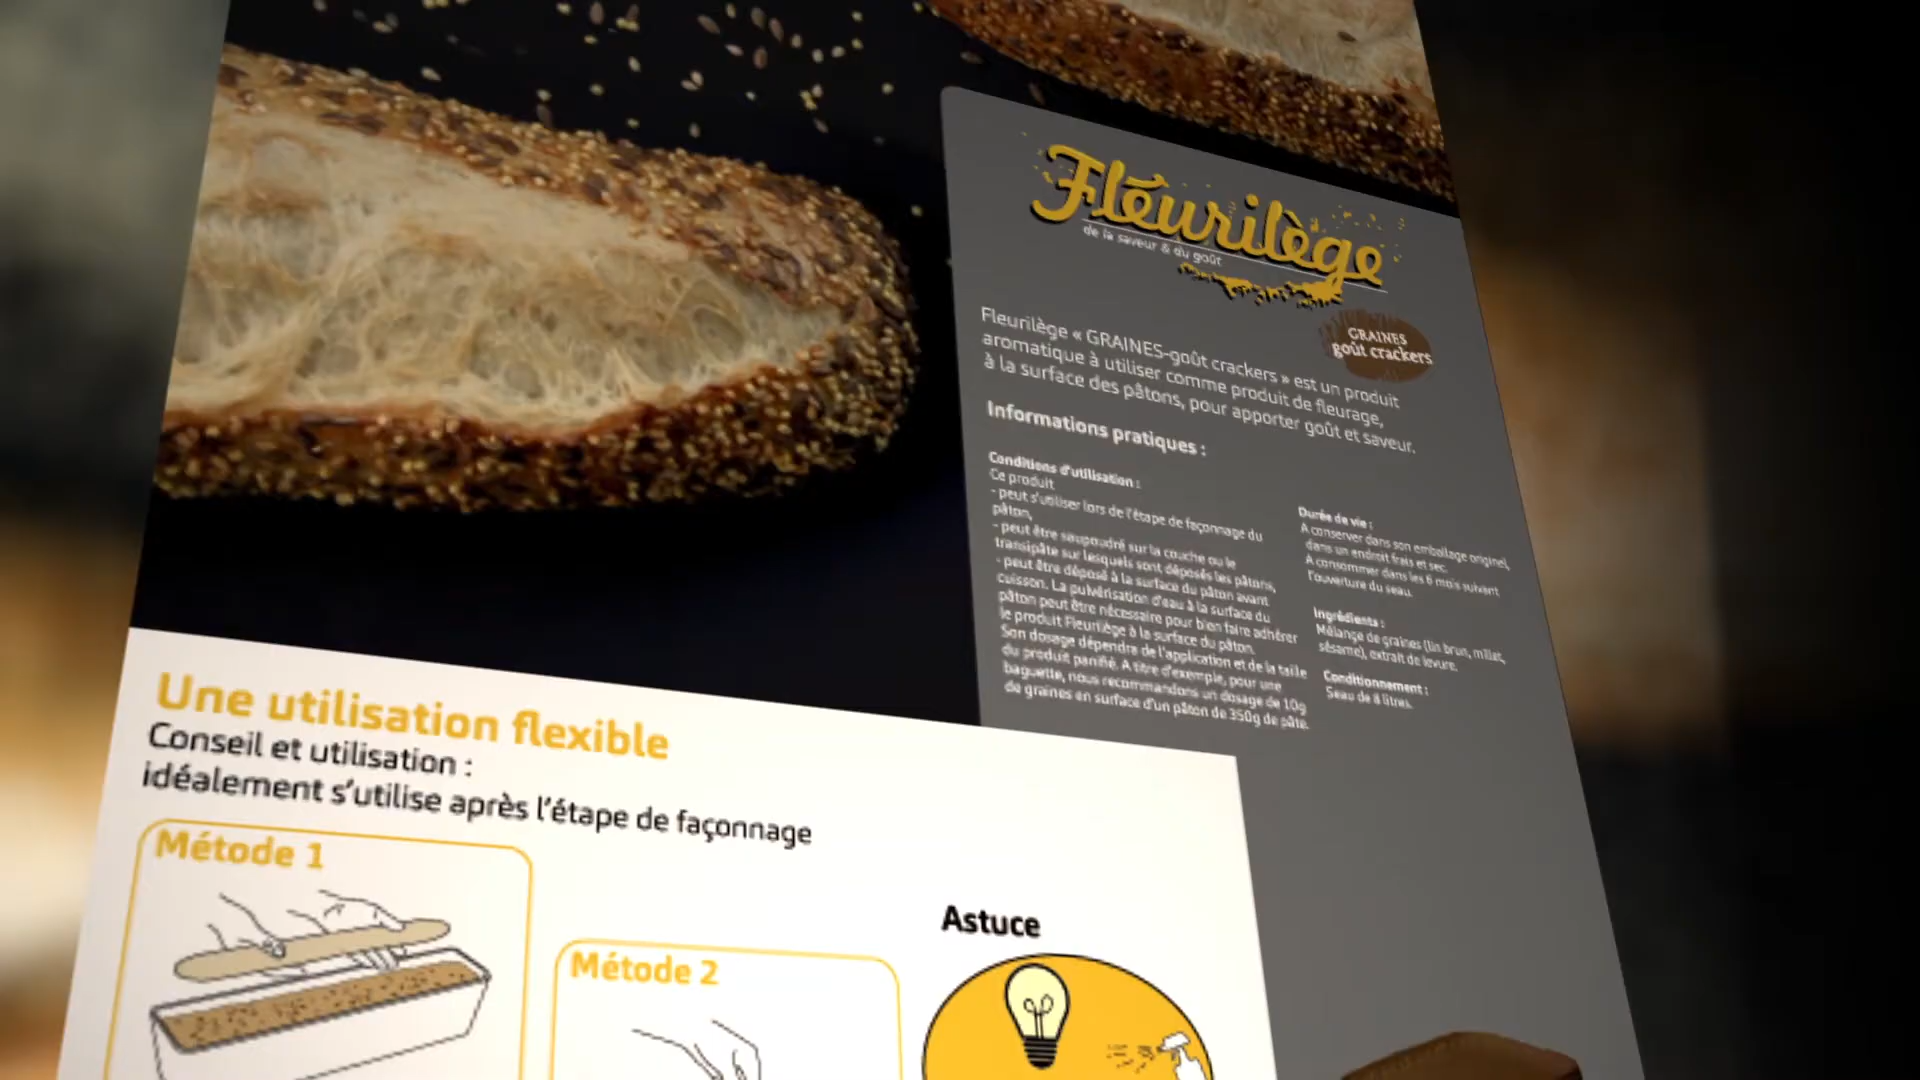 Fleurilège
de la saveur & du goût
GRAINES
goût crackers
Fleurilège « GRAINES-goût crackers » est un produit
aromatique à utiliser comme produit de fleurage,
à la surface des pâtons, pour apporter goût et saveur.
Informations pratiques :
Conditions d'utilisation :
Ce produit
- peut s'utiliser lors de l'étape de façonnage du
pâton,
- peut être saupoudré sur la couche ou le
transipâte sur lesquels sont déposés les pâtons,
- peut être déposé à la surface du pâton avant
cuisson. La pulvérisation d'eau à la surface du
pâton peut être nécessaire pour bien faire adhérer
le produit Fleurilège à la surface du pâton.
Son dosage dépendra de l'application et de la taille
du produit panifié. A titre d'exemple, pour une
baguette, nous recommandons un dosage de 10g
de graines en surface d'un pâton de 350g de pâte.
Durée de vie :
A conserver dans son emballage originel,
dans un endroit frais et sec.
A consommer dans les 6 mois suivant
l'ouverture du seau.
Ingrédients :
Mélange de graines (lin brun, millet,
sésame), extrait de levure.
Conditionnement :
Seau de 8 litres.
Une utilisation flexible
Conseil et utilisation :
idéalement s'utilise après l'étape de façonnage
Métode 1
Métode 2
Astuce